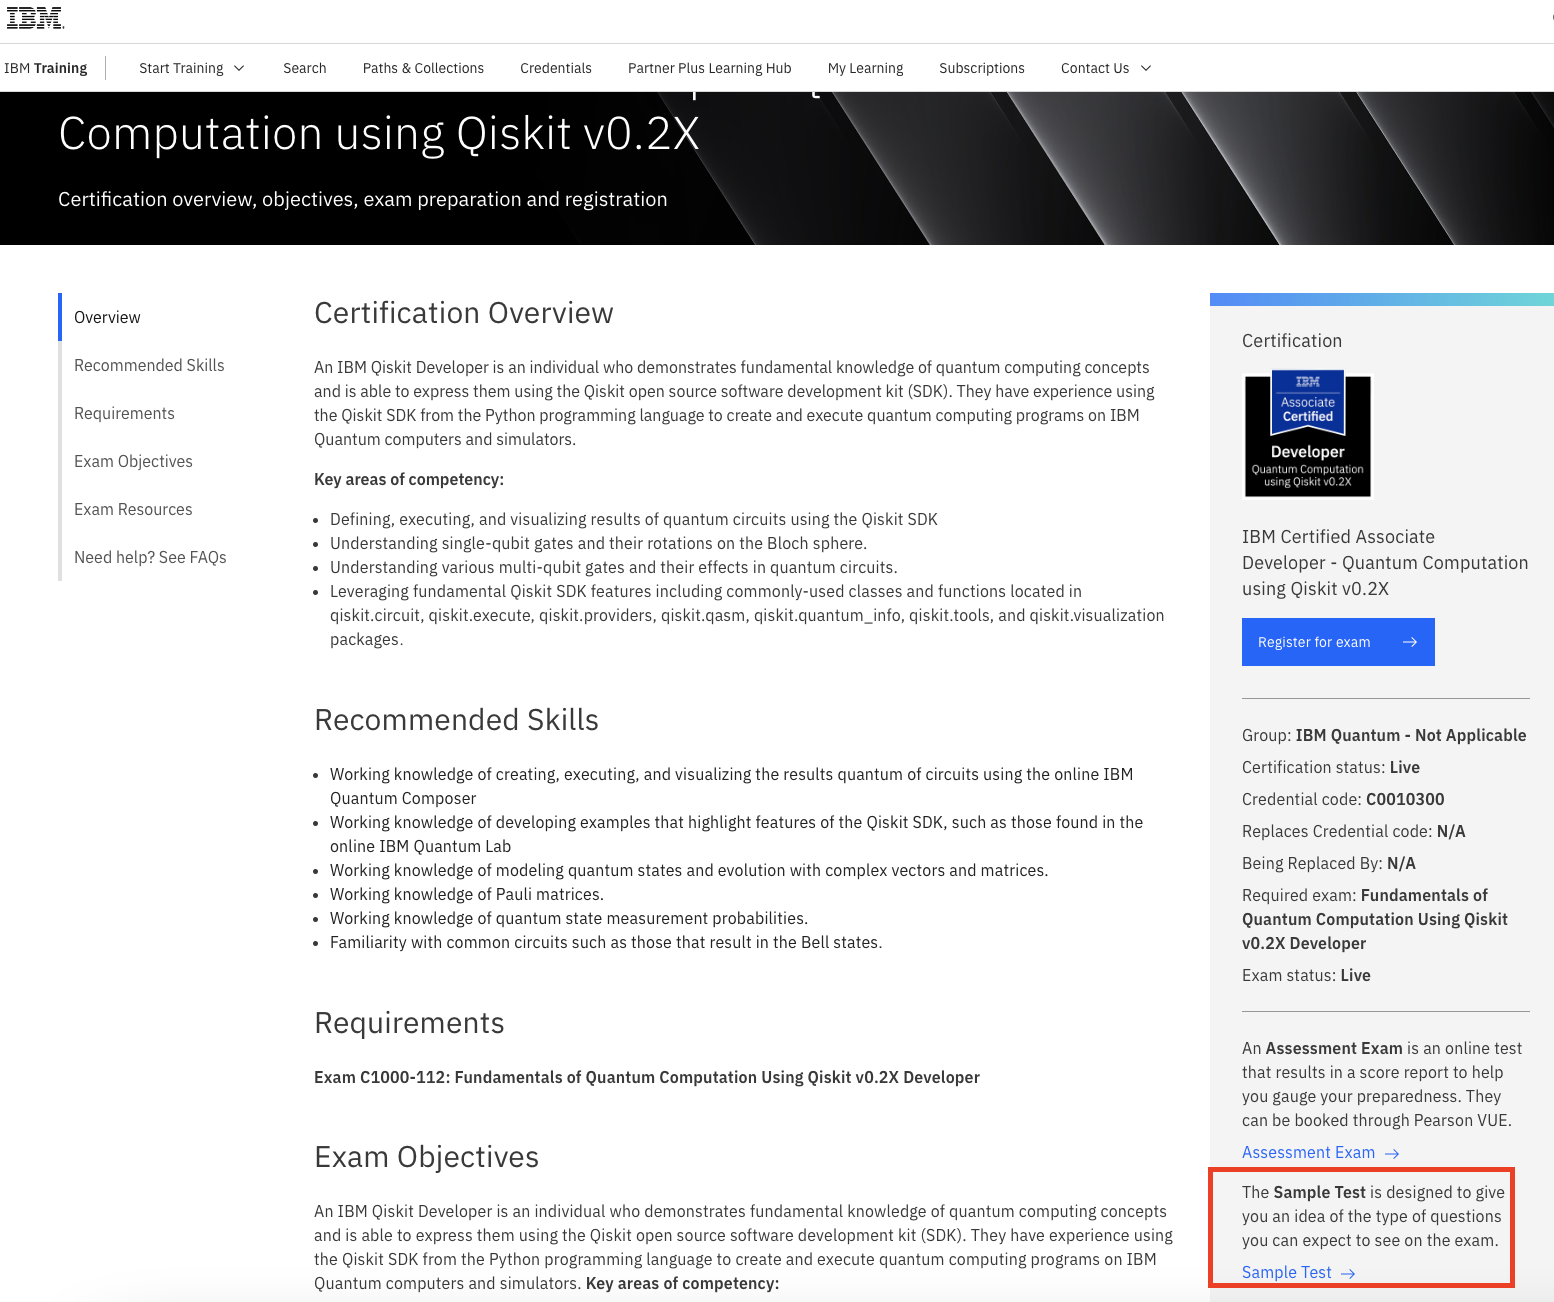 IBM
IBM Training
Start Training
Search
Paths & Collections
Credentials
Partner Plus Learning Hub
My Learning
Subscriptions
Contact Us
Computation using Qiskit v0.2X
Certification overview, objectives, exam preparation and registration
Overview
Recommended Skills
Requirements
Exam Objectives
Exam Resources
Need help? See FAQs
Certification Overview
An IBM Qiskit Developer is an individual who demonstrates fundamental knowledge of quantum computing concepts
and is able to express them using the Qiskit open source software development kit (SDK). They have experience using
the Qiskit SDK from the Python programming language to create and execute quantum computing programs on IBM
Quantum computers and simulators.
Key areas of competency:
• Defining, executing, and visualizing results of quantum circuits using the Qiskit SDK
• Understanding single-qubit gates and their rotations on the Bloch sphere.
• Understanding various multi-qubit gates and their effects in quantum circuits.
• Leveraging fundamental Qiskit SDK features including commonly-used classes and functions located in
qiskit.circuit, qiskit.execute, qiskit.providers, qiskit.qasm, qiskit.quantum_info, qiskit.tools, and qiskit.visualization
packages.
Recommended Skills
• Working knowledge of creating, executing, and visualizing the results quantum of circuits using the online IBM
Quantum Composer
• Working knowledge of developing examples that highlight features of the Qiskit SDK, such as those found in the
online IBM Quantum Lab
• Working knowledge of modeling quantum states and evolution with complex vectors and matrices.
• Working knowledge of Pauli matrices.
• Working knowledge of quantum state measurement probabilities.
• Familiarity with common circuits such as those that result in the Bell states.
Requirements
Exam C1000-112: Fundamentals of Quantum Computation Using Qiskit v0.2X Developer
Exam Objectives
An IBM Qiskit Developer is an individual who demonstrates fundamental knowledge of quantum computing concepts
and is able to express them using the Qiskit open source software development kit (SDK). They have experience using
the Qiskit SDK from the Python programming language to create and execute quantum computing programs on IBM
Quantum computers and simulators. Key areas of competency:
Certification
IBM
Associate
Certified
Developer
Quantum Computation
using Qiskit v0.2X
IBM Certified Associate
Developer - Quantum Computation
using Qiskit v0.2X
Register for exam →
Group: IBM Quantum - Not Applicable
Certification status: Live
Credential code: C0010300
Replaces Credential code: N/A
Being Replaced By: N/A
Required exam: Fundamentals of
Quantum Computation Using Qiskit
v0.2X Developer
Exam status: Live
An Assessment Exam is an online test
that results in a score report to help
you gauge your preparedness. They
can be booked through Pearson VUE.
Assessment Exam →
The Sample Test is designed to give
you an idea of the type of questions
you can expect to see on the exam.
Sample Test →